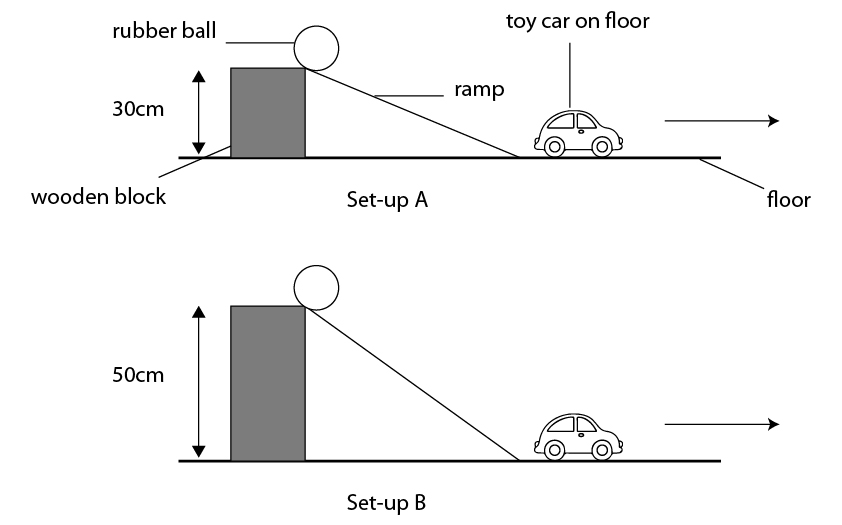 rubber ball
toy car on floor
30cm
ramp
wooden block
Set-up A
floor
50cm
Set-up B